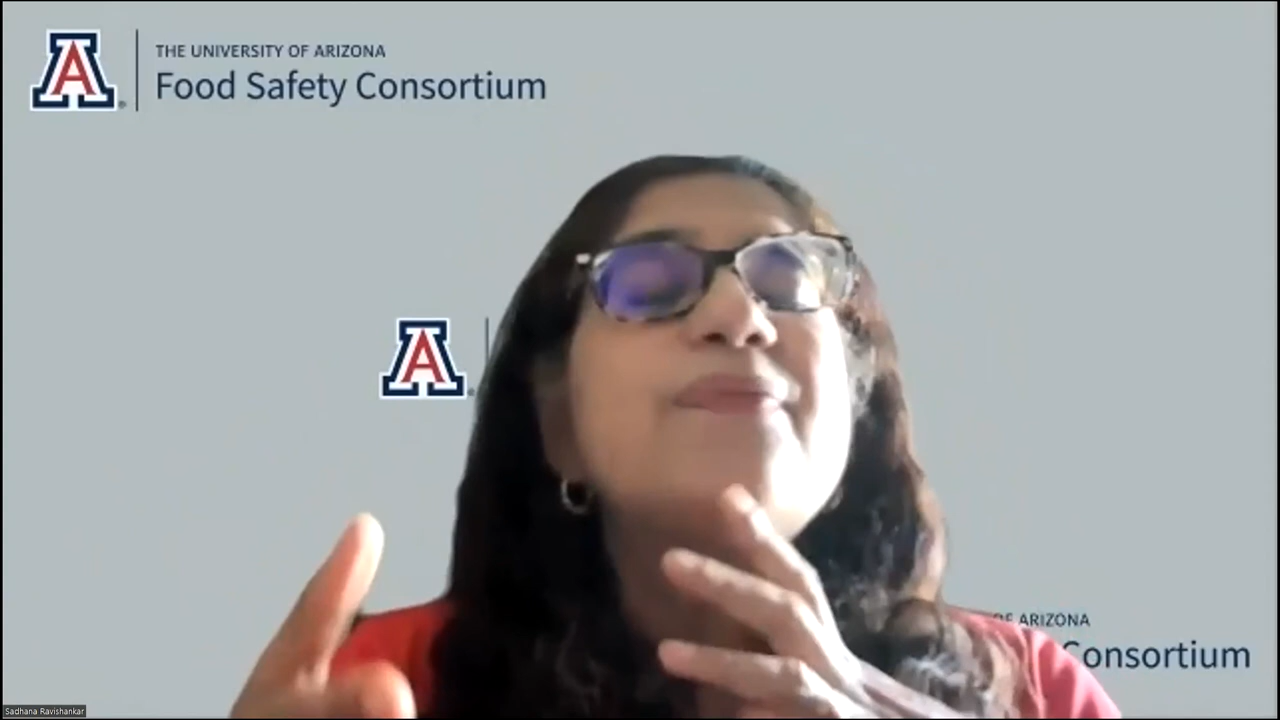 THE UNIVERSITY OF ARIZONA
Food Safety Consortium
A
A
OF ARIZONA
Consortium
Sadhana Ravishankar